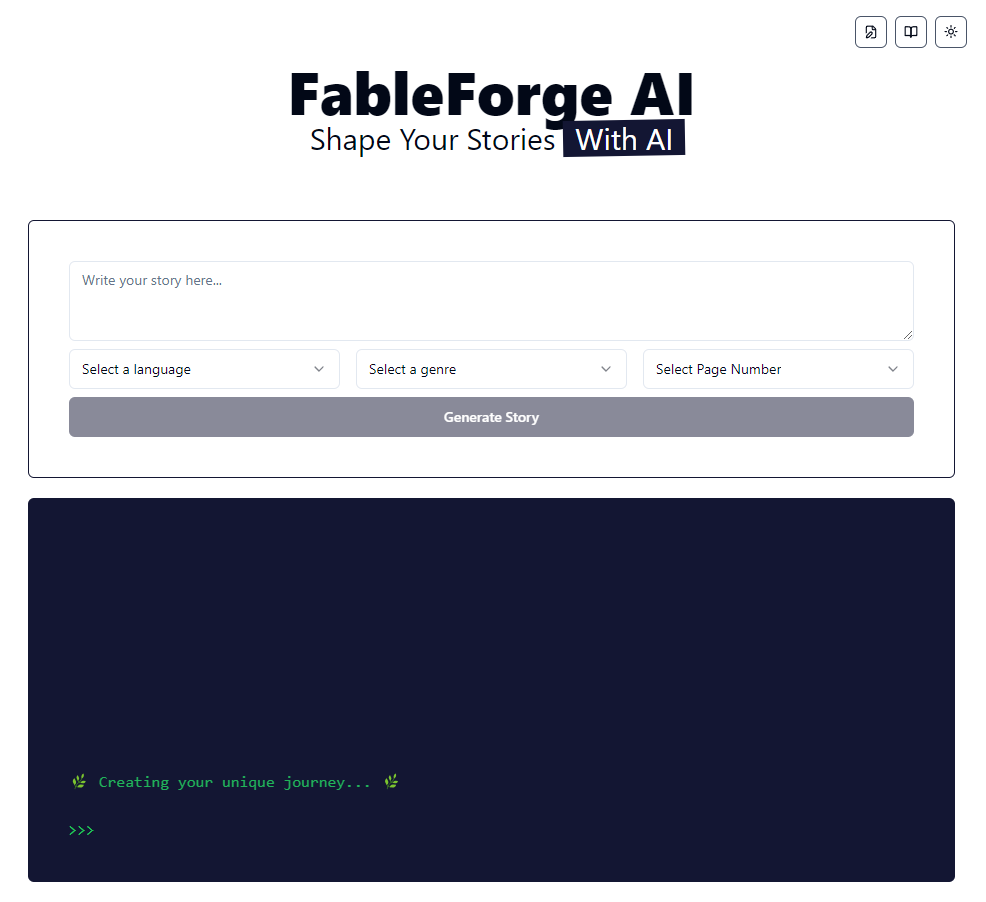 FableForge AI
Shape Your Stories With AI
Write your story here...
Select a language
Select a genre
Select Page Number
Generate Story
🌿 Creating your unique journey... 🌿
>>>